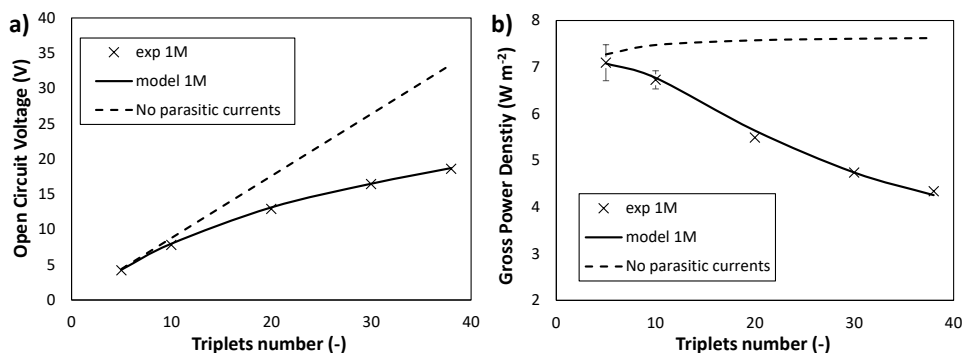 a)
Open Circuit Voltage (V)
40
35
30
25
20
15
10
5
0
exp 1M
model 1M
No parasitic currents
0 10 20 30 40
Triplets number (-)
b)
Gross Power Denstiy (W m-2)
8
7
6
5
4
3
2
exp 1M
model 1M
No parasitic currents
0 10 20 30 40
Triplets number (-)